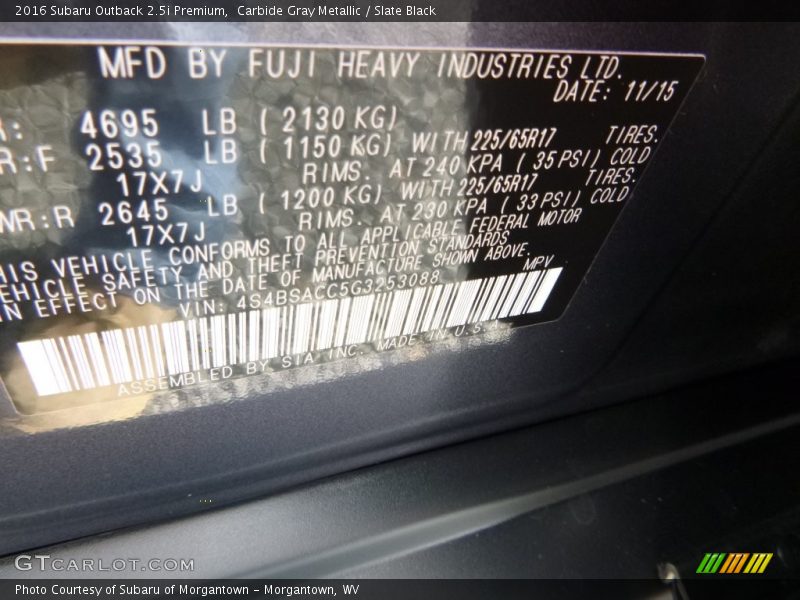 2016 Subaru Outback 2.5i Premium, Carbide Gray Metallic / Slate Black
MFD BY FUJI HEAVY INDUSTRIES LTD.
DATE: 11/15
R: 4695 LB ( 2130 KG)
R:F 2535 LB ( 1150 KG) WITH 225/65R17 TIRES.
17X7J RIMS. AT 240 KPA ( 35 PSI) COLD
WR:R 2645 LB ( 1200 KG) WITH 225/65R17 TIRES.
17X7J RIMS. AT 230 KPA ( 33 PSI) COLD
HIS VEHICLE CONFORMS TO ALL APPLICABLE FEDERAL MOTOR
EHICLE SAFETY AND THEFT PREVENTION STANDARDS
IN EFFECT ON THE DATE OF MANUFACTURE SHOWN ABOVE.
VIN: 4S4BSACC5G3253088 MPV
ASSEMBLED BY SIA INC. MADE IN U.S.
GTCARLOT.COM
Photo Courtesy of Subaru of Morgantown - Morgantown, WV